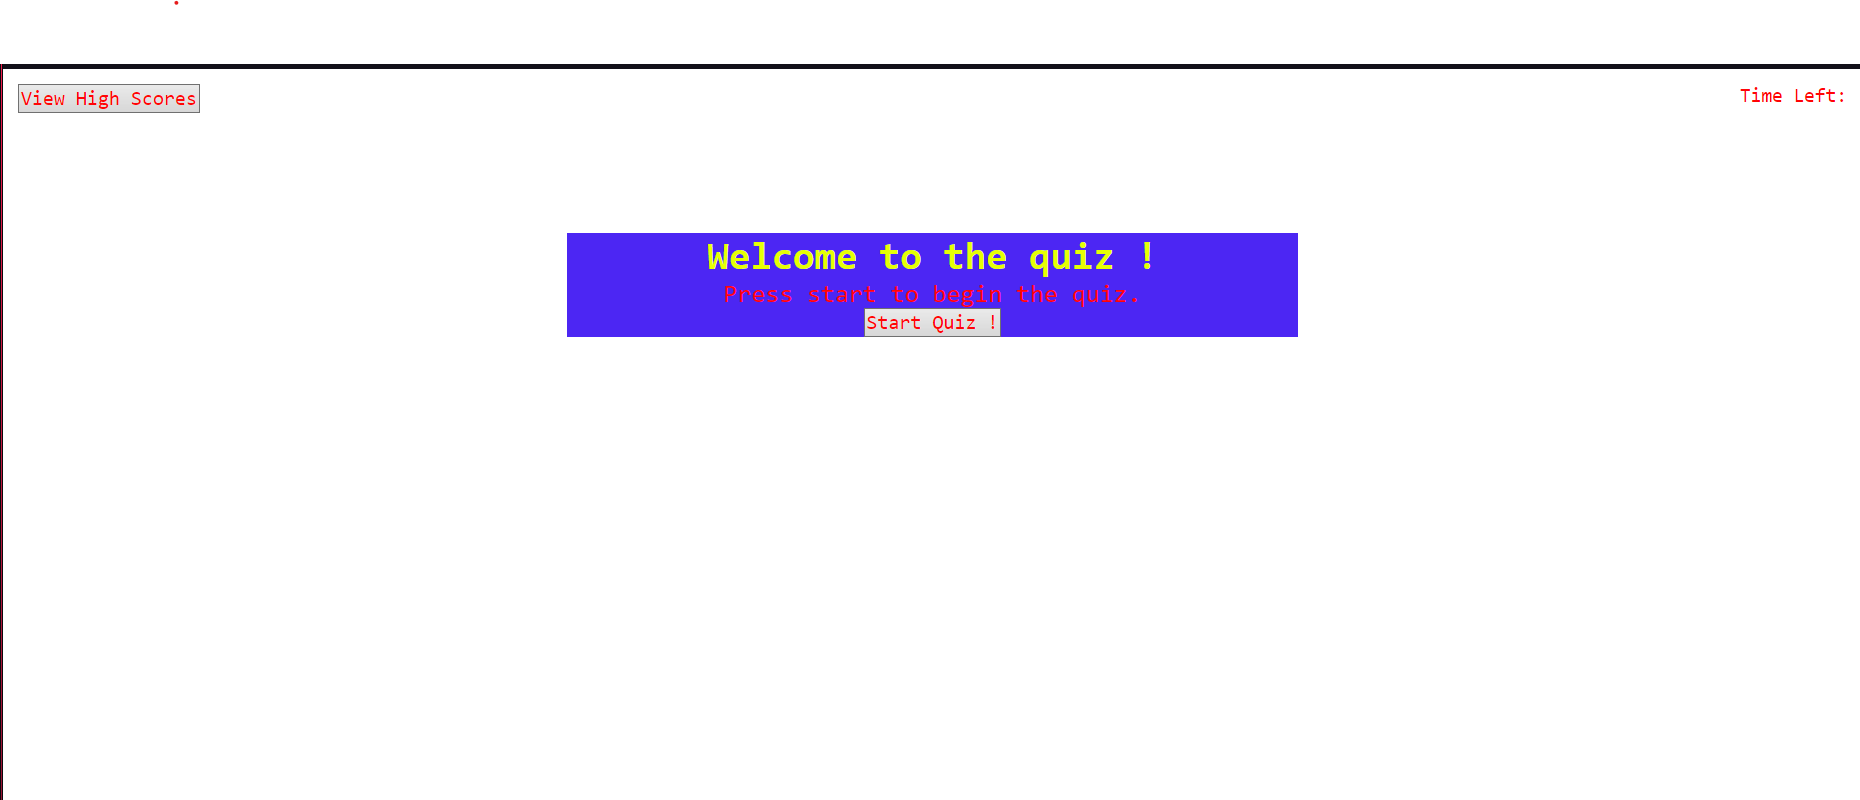 View High Scores
Time Left:
Welcome to the quiz !
Press start to begin the quiz.
Start Quiz !